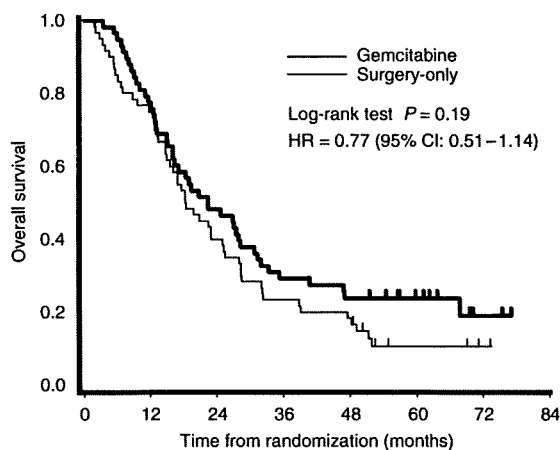 1.0
0.8
0.6
0.4
0.2
0.0
Overall survival
Gemcitabine
Surgery-only
Log-rank test P = 0.19
HR = 0.77 (95% CI: 0.51–1.14)
0 12 24 36 48 60 72 84
Time from randomization (months)